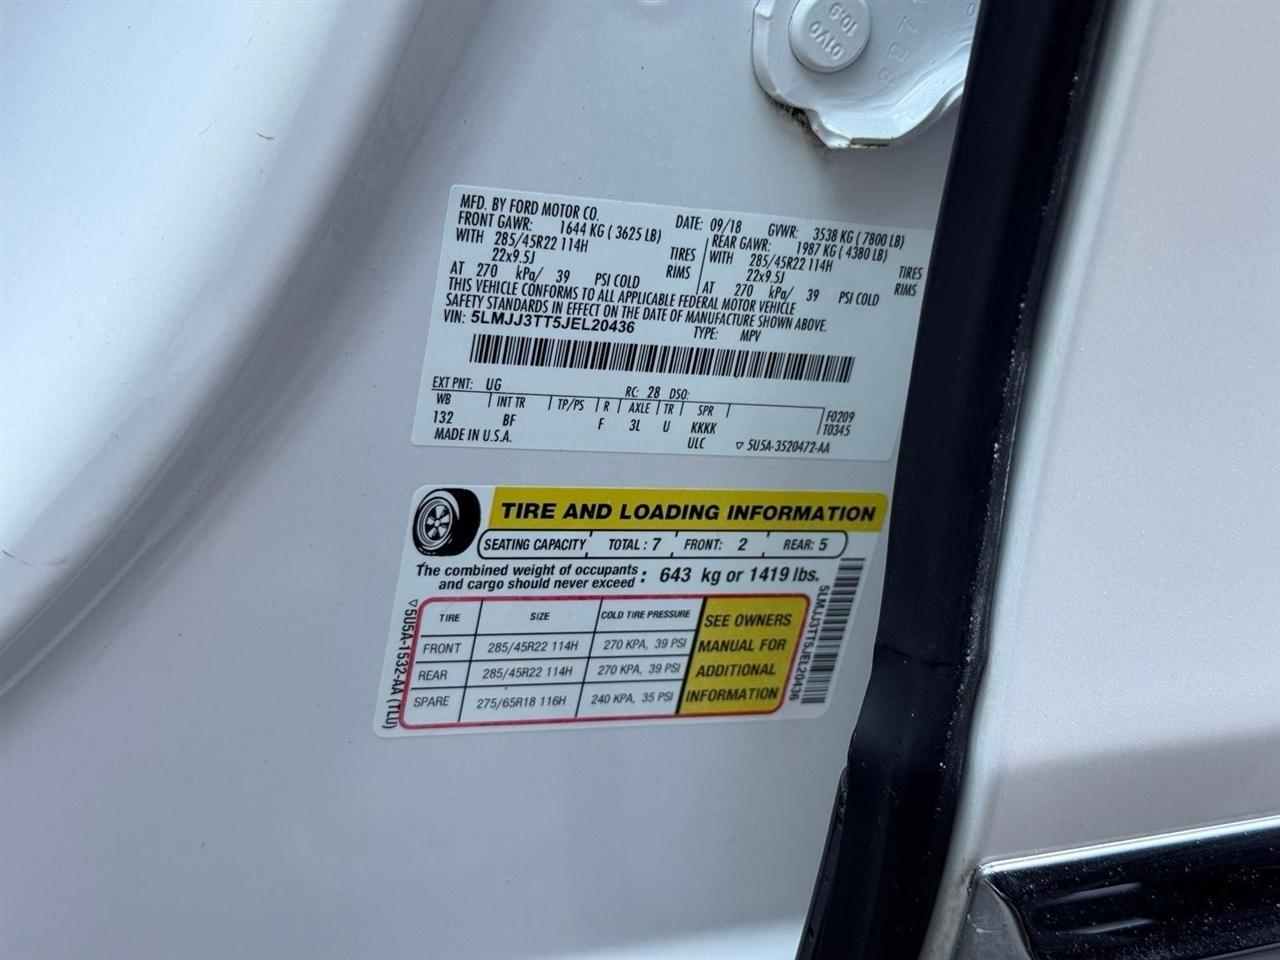 10.9
OYVO
MFD. BY FORD MOTOR CO.
DATE: 09/18 GVWR: 3538 KG ( 7800 LB)
FRONT GAWR: 1644 KG ( 3625 LB)
REAR GAWR: 1987 KG ( 4380 LB)
WITH 285/45R22 114H TIRES
WITH 285/45R22 114H TIRES
22x9.5J RIMS
22x9.5J RIMS
AT 270 kPa/ 39 PSI COLD
AT 270 kPa/ 39 PSI COLD
THIS VEHICLE CONFORMS TO ALL APPLICABLE FEDERAL MOTOR VEHICLE
SAFETY STANDARDS IN EFFECT ON THE DATE OF MANUFACTURE SHOWN ABOVE.
VIN: 5LMJJ3TT5JEL20436
TYPE: MPV
EXT PNT: UG RC: 28 DSO:
WB INT TR TP/PS R AXLE TR SPR F0209
132 BF F 3L U KKKK T0345
MADE IN U.S.A. ULC ▽5U5A-3520472-AA
TIRE AND LOADING INFORMATION
SEATING CAPACITY TOTAL: 7 FRONT: 2 REAR: 5
The combined weight of occupants
and cargo should never exceed : 643 kg or 1419 lbs.
TIRE SIZE COLD TIRE PRESSURE
FRONT 285/45R22 114H 270 KPA, 39 PSI
REAR 285/45R22 114H 270 KPA, 39 PSI
SPARE 275/65R18 116H 240 KPA, 35 PSI
SEE OWNERS
MANUAL FOR
ADDITIONAL
INFORMATION
▽5U5A-1532-AA (TLU)
5LMJJ3TT5JEL20436